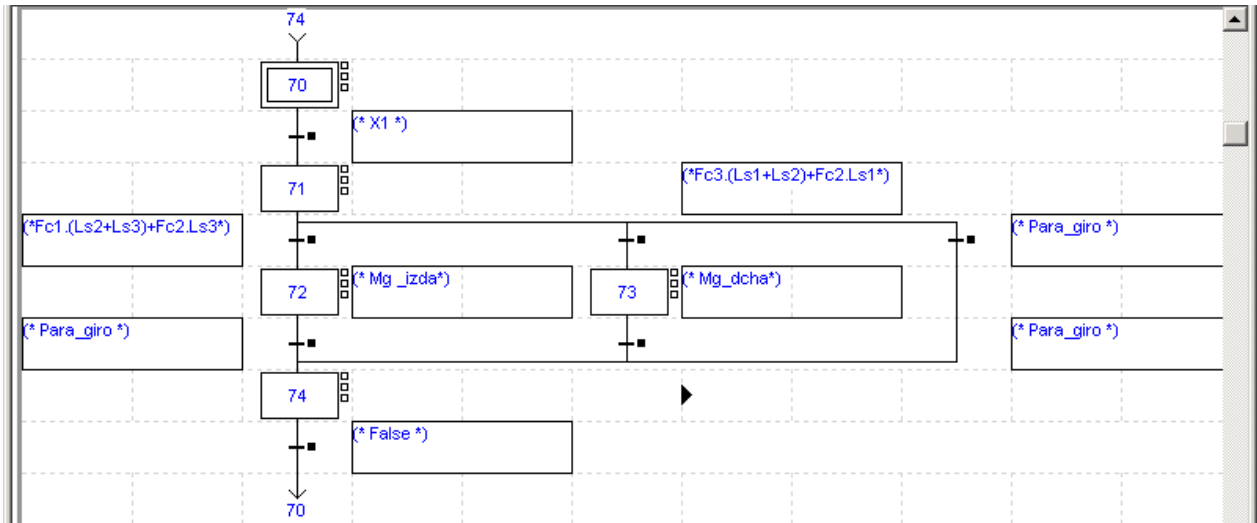 74
70
(* X1 *)
71
(*Fc3.(Ls1+Ls2)+Fc2.Ls1*)
(*Fc1.(Ls2+Ls3)+Fc2.Ls3*)
(* Para_giro *)
72
(* Mg _izda*)
73
(* Mg_dcha*)
(* Para_giro *)
(* Para_giro *)
74
(* False *)
70